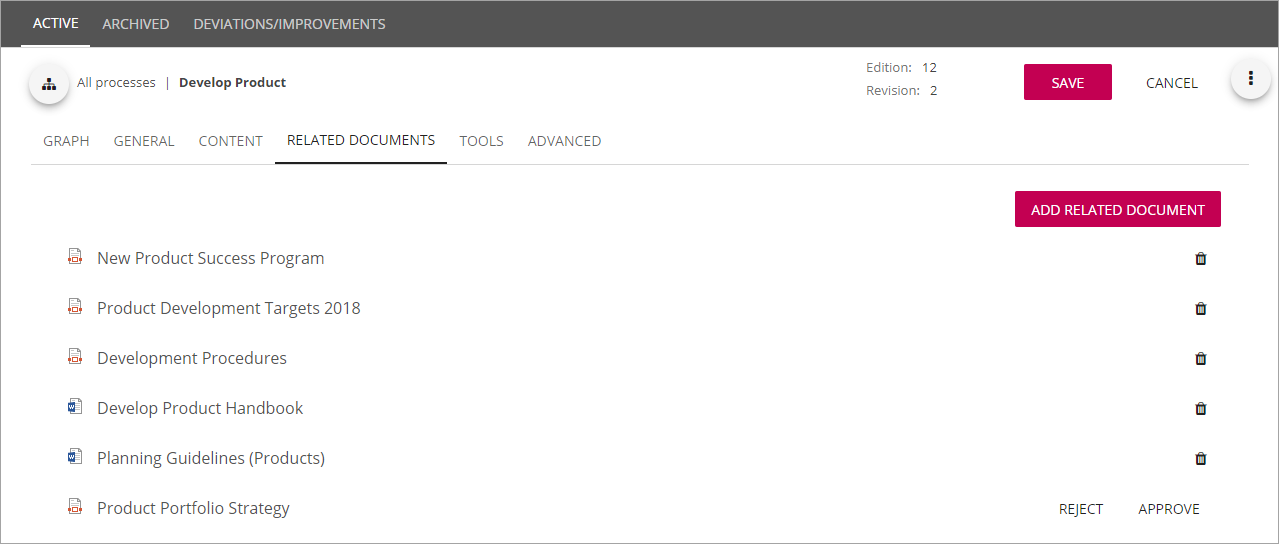 ACTIVE ARCHIVED DEVIATIONS/IMPROVEMENTS
All processes | Develop Product
Edition: 12
Revision: 2
SAVE CANCEL
GRAPH GENERAL CONTENT RELATED DOCUMENTS TOOLS ADVANCED
ADD RELATED DOCUMENT
New Product Success Program
Product Development Targets 2018
Development Procedures
Develop Product Handbook
Planning Guidelines (Products)
Product Portfolio Strategy REJECT APPROVE